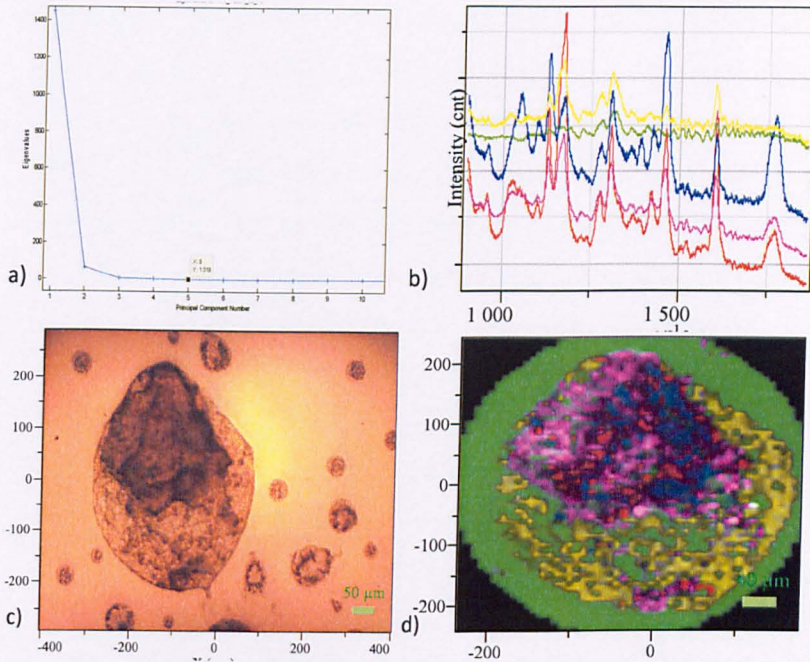 a)
1400
1200
1000
800
600
400
200
0
Eigenvalues
1 2 3 4 5 6 7 8 9 10
Principal Component Number
b)
Intensity (cnt)
1 000 1 500
c)
200
100
0
-100
-200
-400 -200 0 200 400
50 µm
d)
200
100
0
-100
-200
-200 0
50 µm